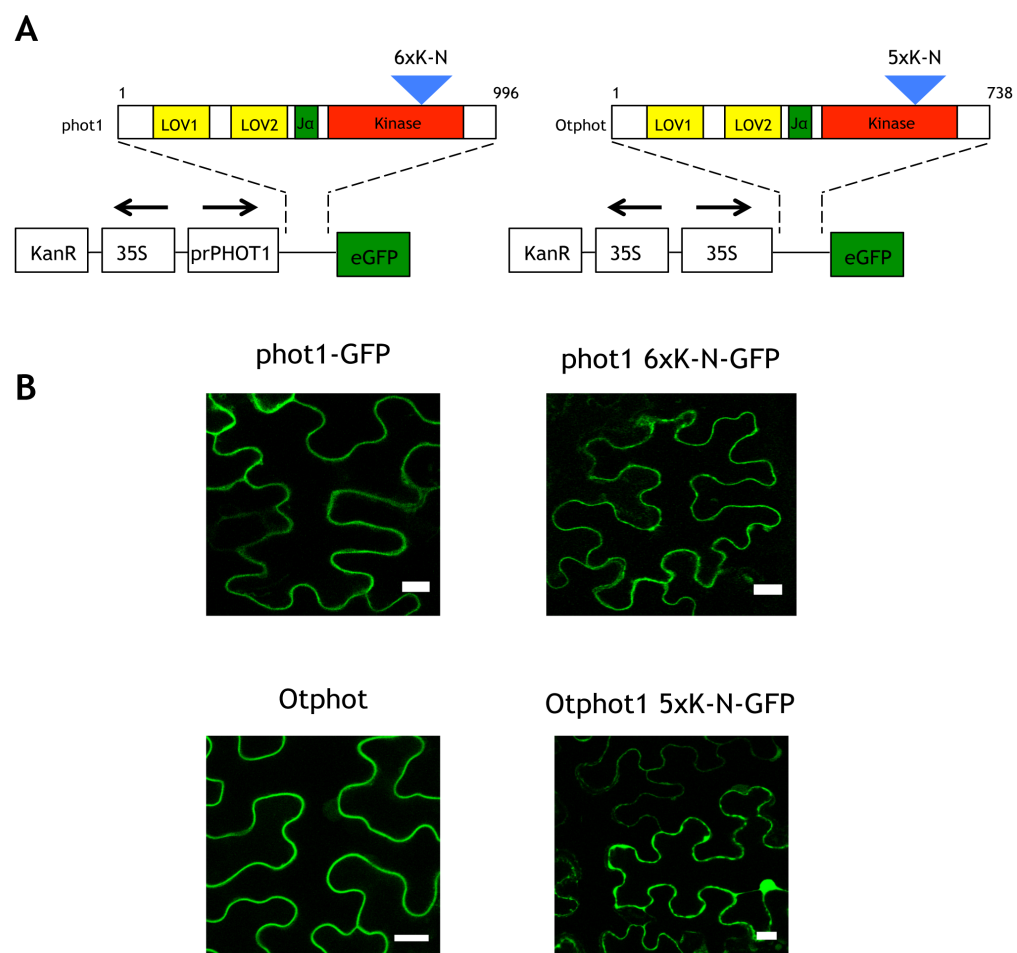 A
6xK-N
5xK-N
1
996
1
738
phot1
LOV1
LOV2
Jα
Kinase
Otphot
LOV1
LOV2
Jα
Kinase
KanR
35S
prPHOT1
eGFP
KanR
35S
35S
eGFP
B
phot1-GFP
phot1 6xK-N-GFP
Otphot
Otphot1 5xK-N-GFP